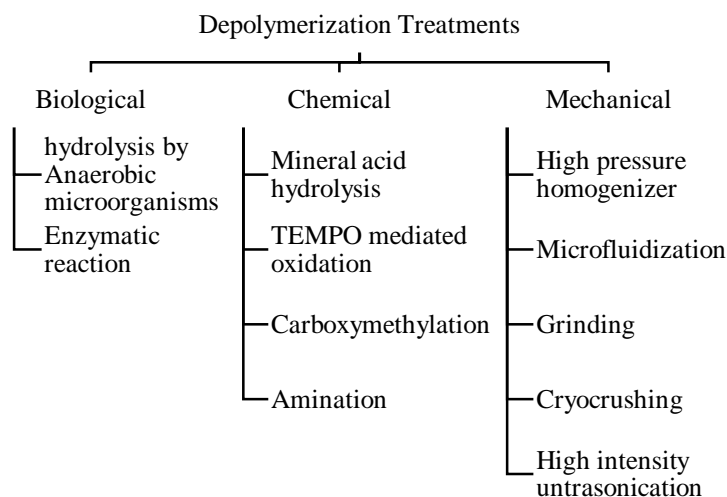 Depolymerization Treatments
Biological
hydrolysis by
Anaerobic
microorganisms
Enzymatic
reaction
Chemical
Mineral acid
hydrolysis
TEMPO mediated
oxidation
Carboxymethylation
Amination
Mechanical
High pressure
homogenizer
Microfluidization
Grinding
Cryocrushing
High intensity
untrasonication